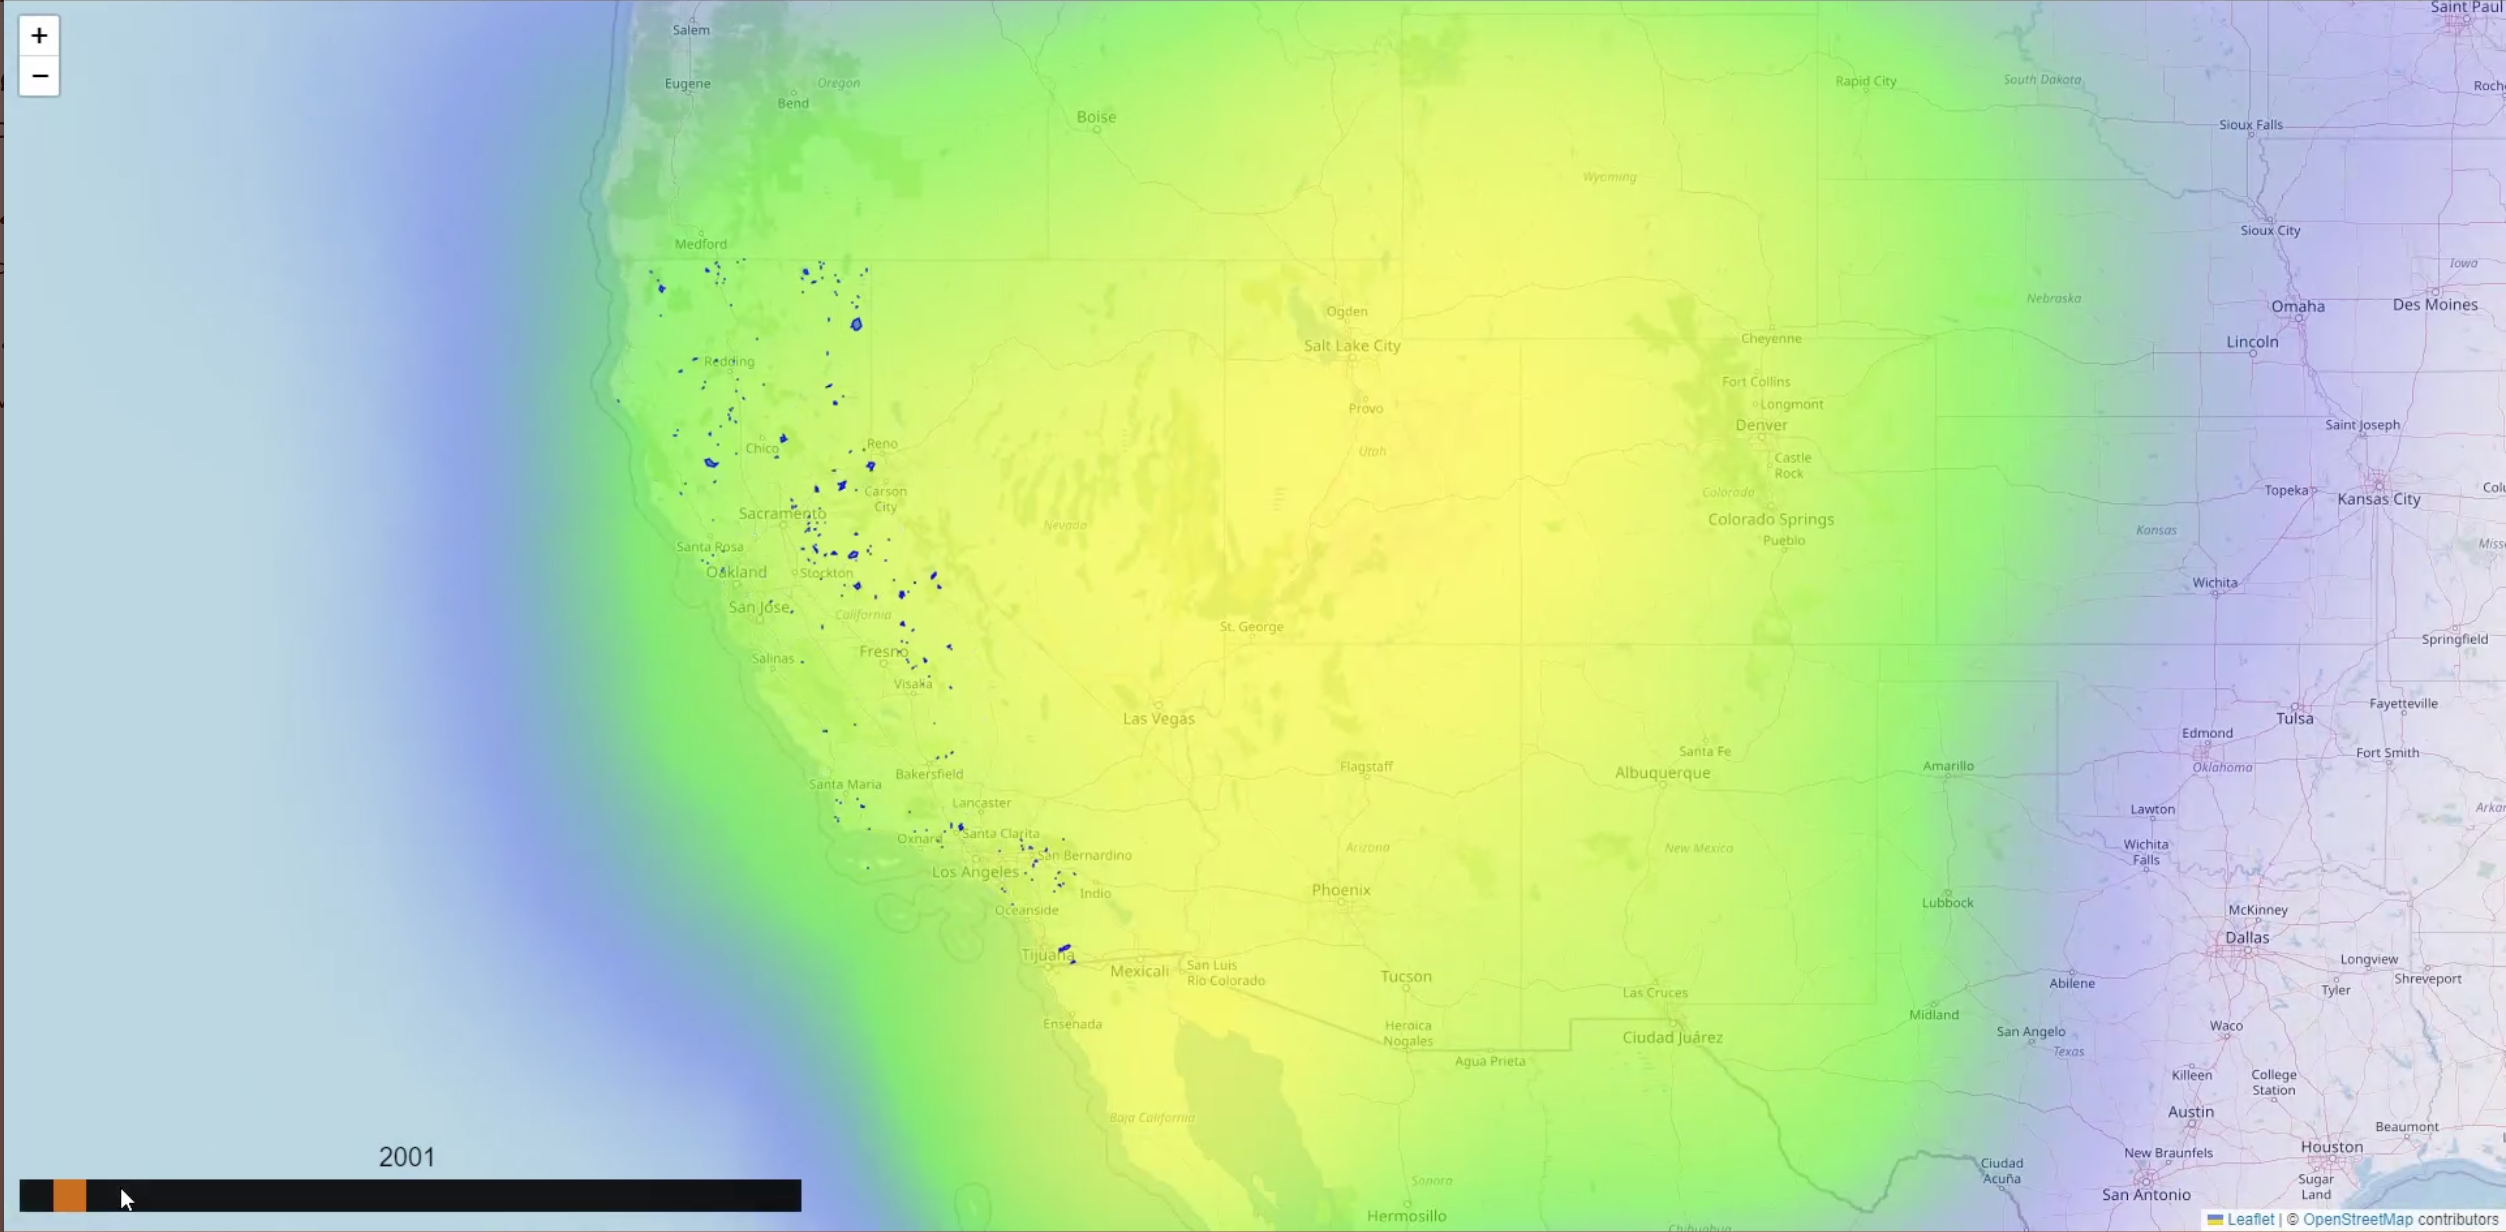 +
Salem
Saint Paul
−
Eugene
Oregon
Bend
Boise
Rapid City
South Dakota
Sioux Falls
Wyoming
Medford
Sioux City
Iowa
Nebraska
Omaha
Des Moines
Ogden
Salt Lake City
Cheyenne
Lincoln
Redding
Fort Collins
Longmont
Provo
Denver
Saint Joseph
Chico
Reno
Utah
Castle
Rock
Carson
City
Colorado
Topeka
Kansas City
Sacramento
Nevada
Colorado Springs
Kansas
Santa Rosa
Pueblo
Oakland
Stockton
Wichita
San Jose
California
St. George
Springfield
Salinas
Fresno
Visalia
Las Vegas
Fayetteville
Tulsa
Edmond
Santa Fe
Fort Smith
Bakersfield
Flagstaff
Albuquerque
Amarillo
Oklahoma
Santa Maria
Lancaster
Lawton
Oxnard
Santa Clarita
San Bernardino
Arizona
New Mexico
Wichita
Falls
Los Angeles
Indio
Phoenix
Lubbock
Oceanside
McKinney
Dallas
Tijuana
Mexicali
San Luis
Río Colorado
Tucson
Las Cruces
Abilene
Longview
Shreveport
Tyler
Ensenada
Heroica
Nogales
Ciudad Juárez
Midland
San Angelo
Waco
Agua Prieta
Texas
Killeen
College
Station
Baja California
Austin
Beaumont
2001
Houston
New Braunfels
Ciudad
Acuña
Sonora
Sugar
Land
San Antonio
Hermosillo
Chihuahua
Leaflet | © OpenStreetMap contributors